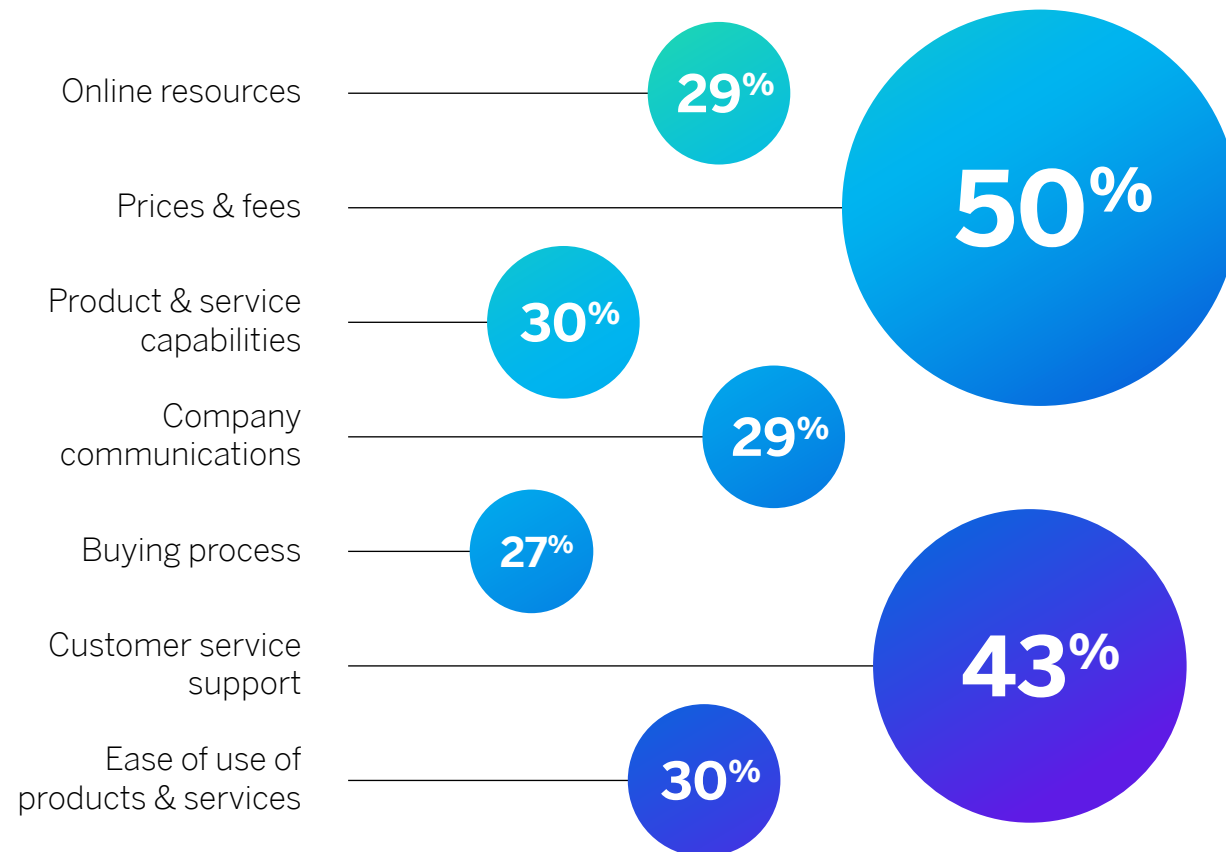 Online resources
29%
Prices & fees
50%
Product & service
capabilities
30%
Company
communications
29%
Buying process
27%
Customer service
support
43%
Ease of use of
products & services
30%